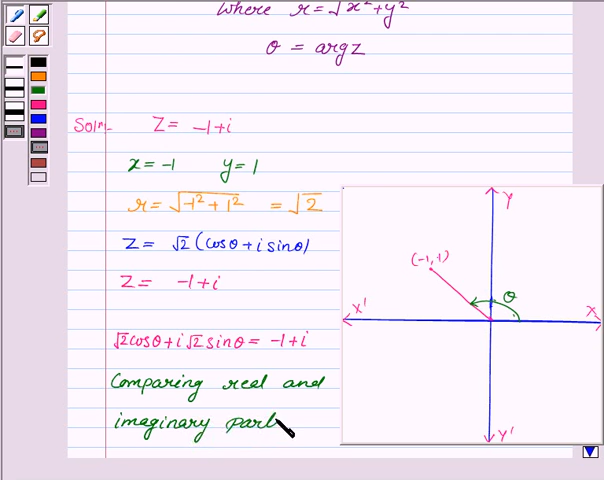 Where r = √x²+y²
θ = argz
Soln- Z = -1+i
x = -1 y = 1
r = √-1²+1² = √2
Z = √2 (cosθ + i sinθ)
Z = -1+i
√2cosθ+i√2sinθ = -1+i
Comparing real and
imaginary part
Y
(-1,1)
θ
X' X
Y'